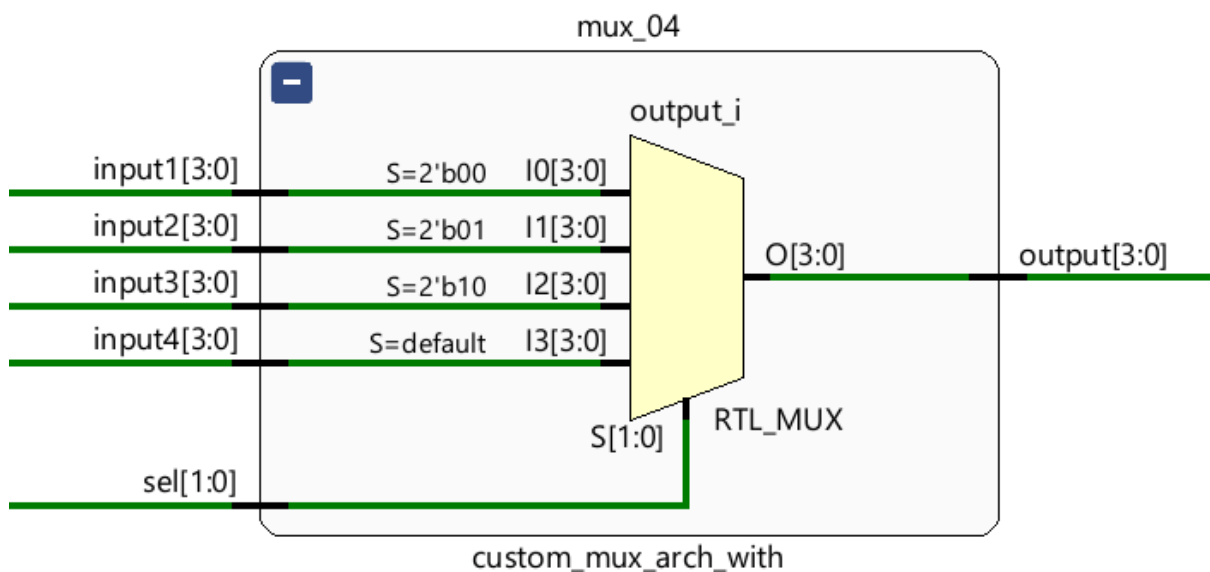 mux_04
output_i
input1[3:0] S=2'b00 I0[3:0]
input2[3:0] S=2'b01 I1[3:0]
O[3:0] output[3:0]
input3[3:0] S=2'b10 I2[3:0]
input4[3:0] S=default I3[3:0]
RTL_MUX
S[1:0]
sel[1:0]
custom_mux_arch_with